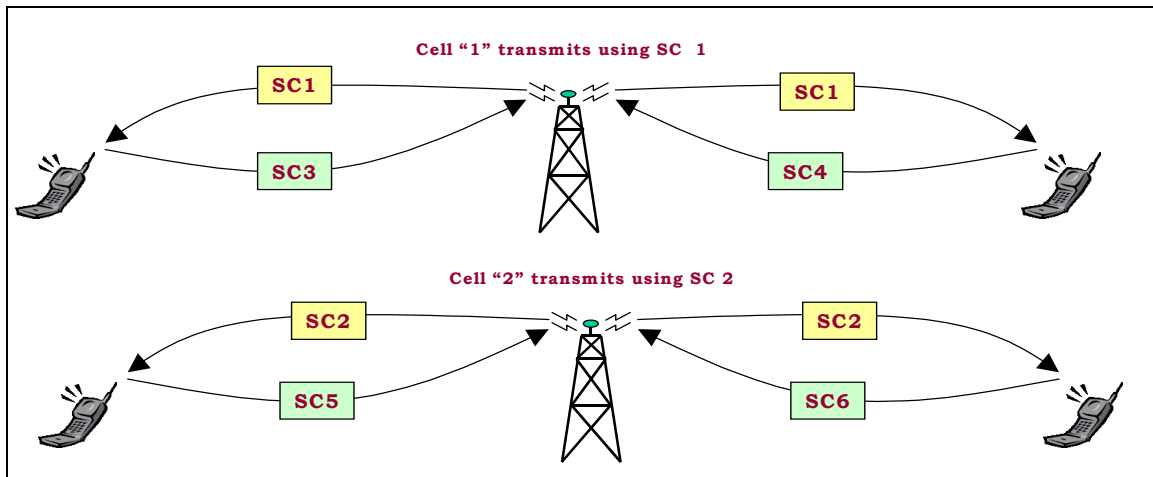 Cell “1” transmits using SC 1
SC1
SC1
SC3
SC4
Cell “2” transmits using SC 2
SC2
SC2
SC5
SC6